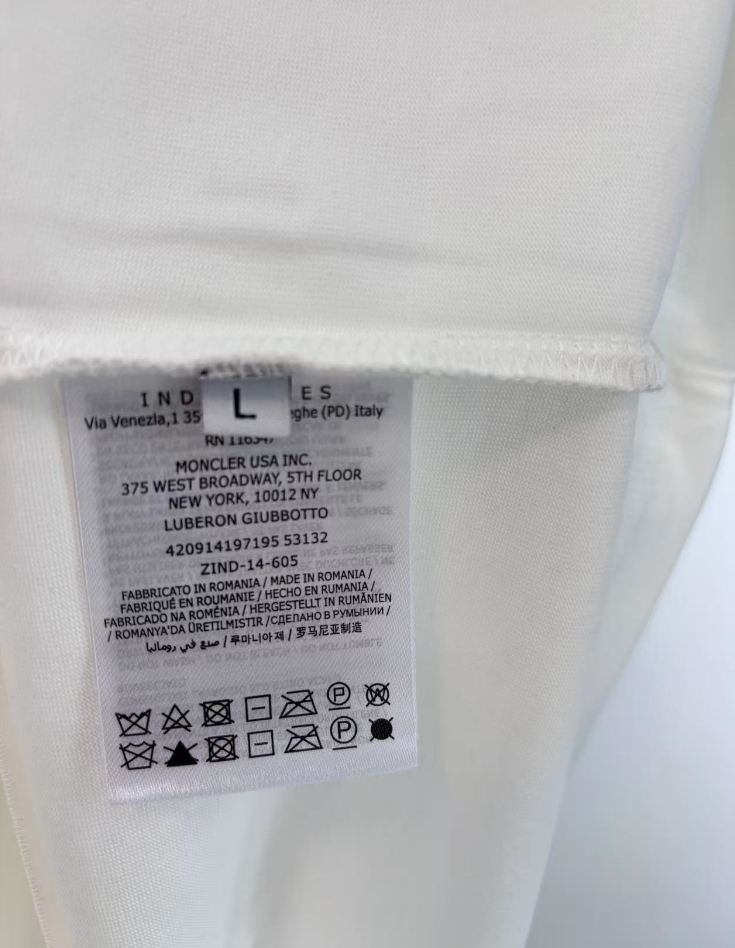 IND L ES
Via Venezia,1 35 eghe (PD) Italy
RN 116347
MONCLER USA INC.
375 WEST BROADWAY, 5TH FLOOR
NEW YORK, 10012 NY
LUBERON GIUBBOTTO
420914197195 53132
ZIND-14-605
FABBRICATO IN ROMANIA / MADE IN ROMANIA /
FABRIQUÉ EN ROUMANIE / HECHO EN RUMANIA /
FABRICADO NA ROMÉNIA / HERGESTELLT IN RUMÄNIEN
/ ROMANYA'DA ÜRETILMISTIR /СДЕЛАНО В РУМЫНИИ /
صنع في رومانيا / 루마니아 제 / 罗马尼亚制造
P W
P